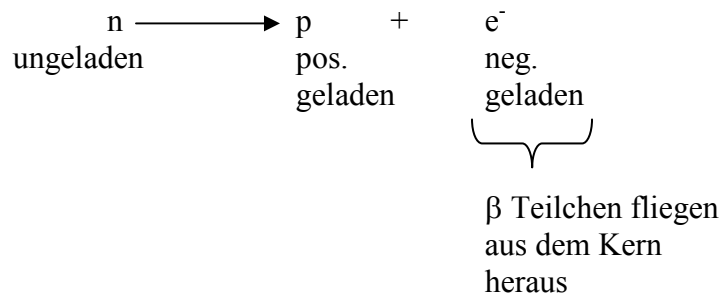 n p + e⁻
ungeladen pos. neg.
geladen geladen
β Teilchen fliegen
aus dem Kern
heraus